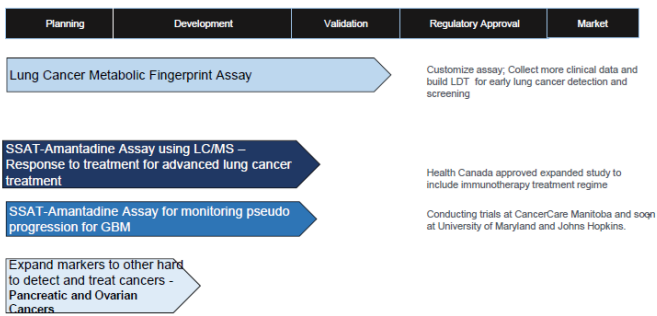 Planning Development Validation Regulatory Approval Market
Lung Cancer Metabolic Fingerprint Assay
Customize assay; Collect more clinical data and
build LDT for early lung cancer detection and
screening
SSAT-Amantadine Assay using LC/MS –
Response to treatment for advanced lung cancer
treatment
Health Canada approved expanded study to
include immunotherapy treatment regime
SSAT-Amantadine Assay for monitoring pseudo
progression for GBM
Conducting trials at CancerCare Manitoba and soon
at University of Maryland and Johns Hopkins.
Expand markers to other hard
to detect and treat cancers -
Pancreatic and Ovarian
Cancers